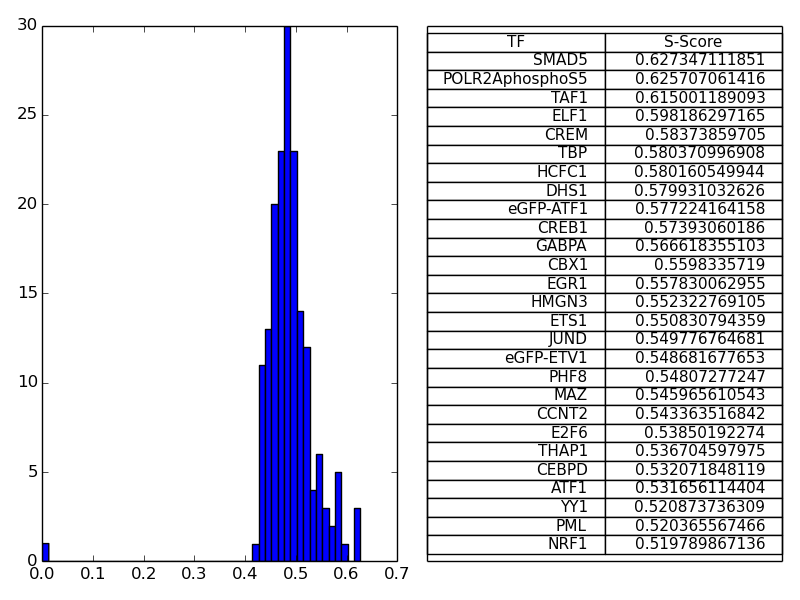 30
25
20
15
10
5
0
0.0 0.1 0.2 0.3 0.4 0.5 0.6 0.7
TF S-Score
SMAD5 0.627347111851
POLR2AphosphoS5 0.625707061416
TAF1 0.615001189093
ELF1 0.598186297165
CREM 0.58373859705
TBP 0.580370996908
HCFC1 0.580160549944
DHS1 0.579931032626
eGFP-ATF1 0.577224164158
CREB1 0.57393060186
GABPA 0.566618355103
CBX1 0.5598335719
EGR1 0.557830062955
HMGN3 0.552322769105
ETS1 0.550830794359
JUND 0.549776764681
eGFP-ETV1 0.548681677653
PHF8 0.54807277247
MAZ 0.545965610543
CCNT2 0.543363516842
E2F6 0.53850192274
THAP1 0.536704597975
CEBPD 0.532071848119
ATF1 0.531656114404
YY1 0.520873736309
PML 0.520365567466
NRF1 0.519789867136